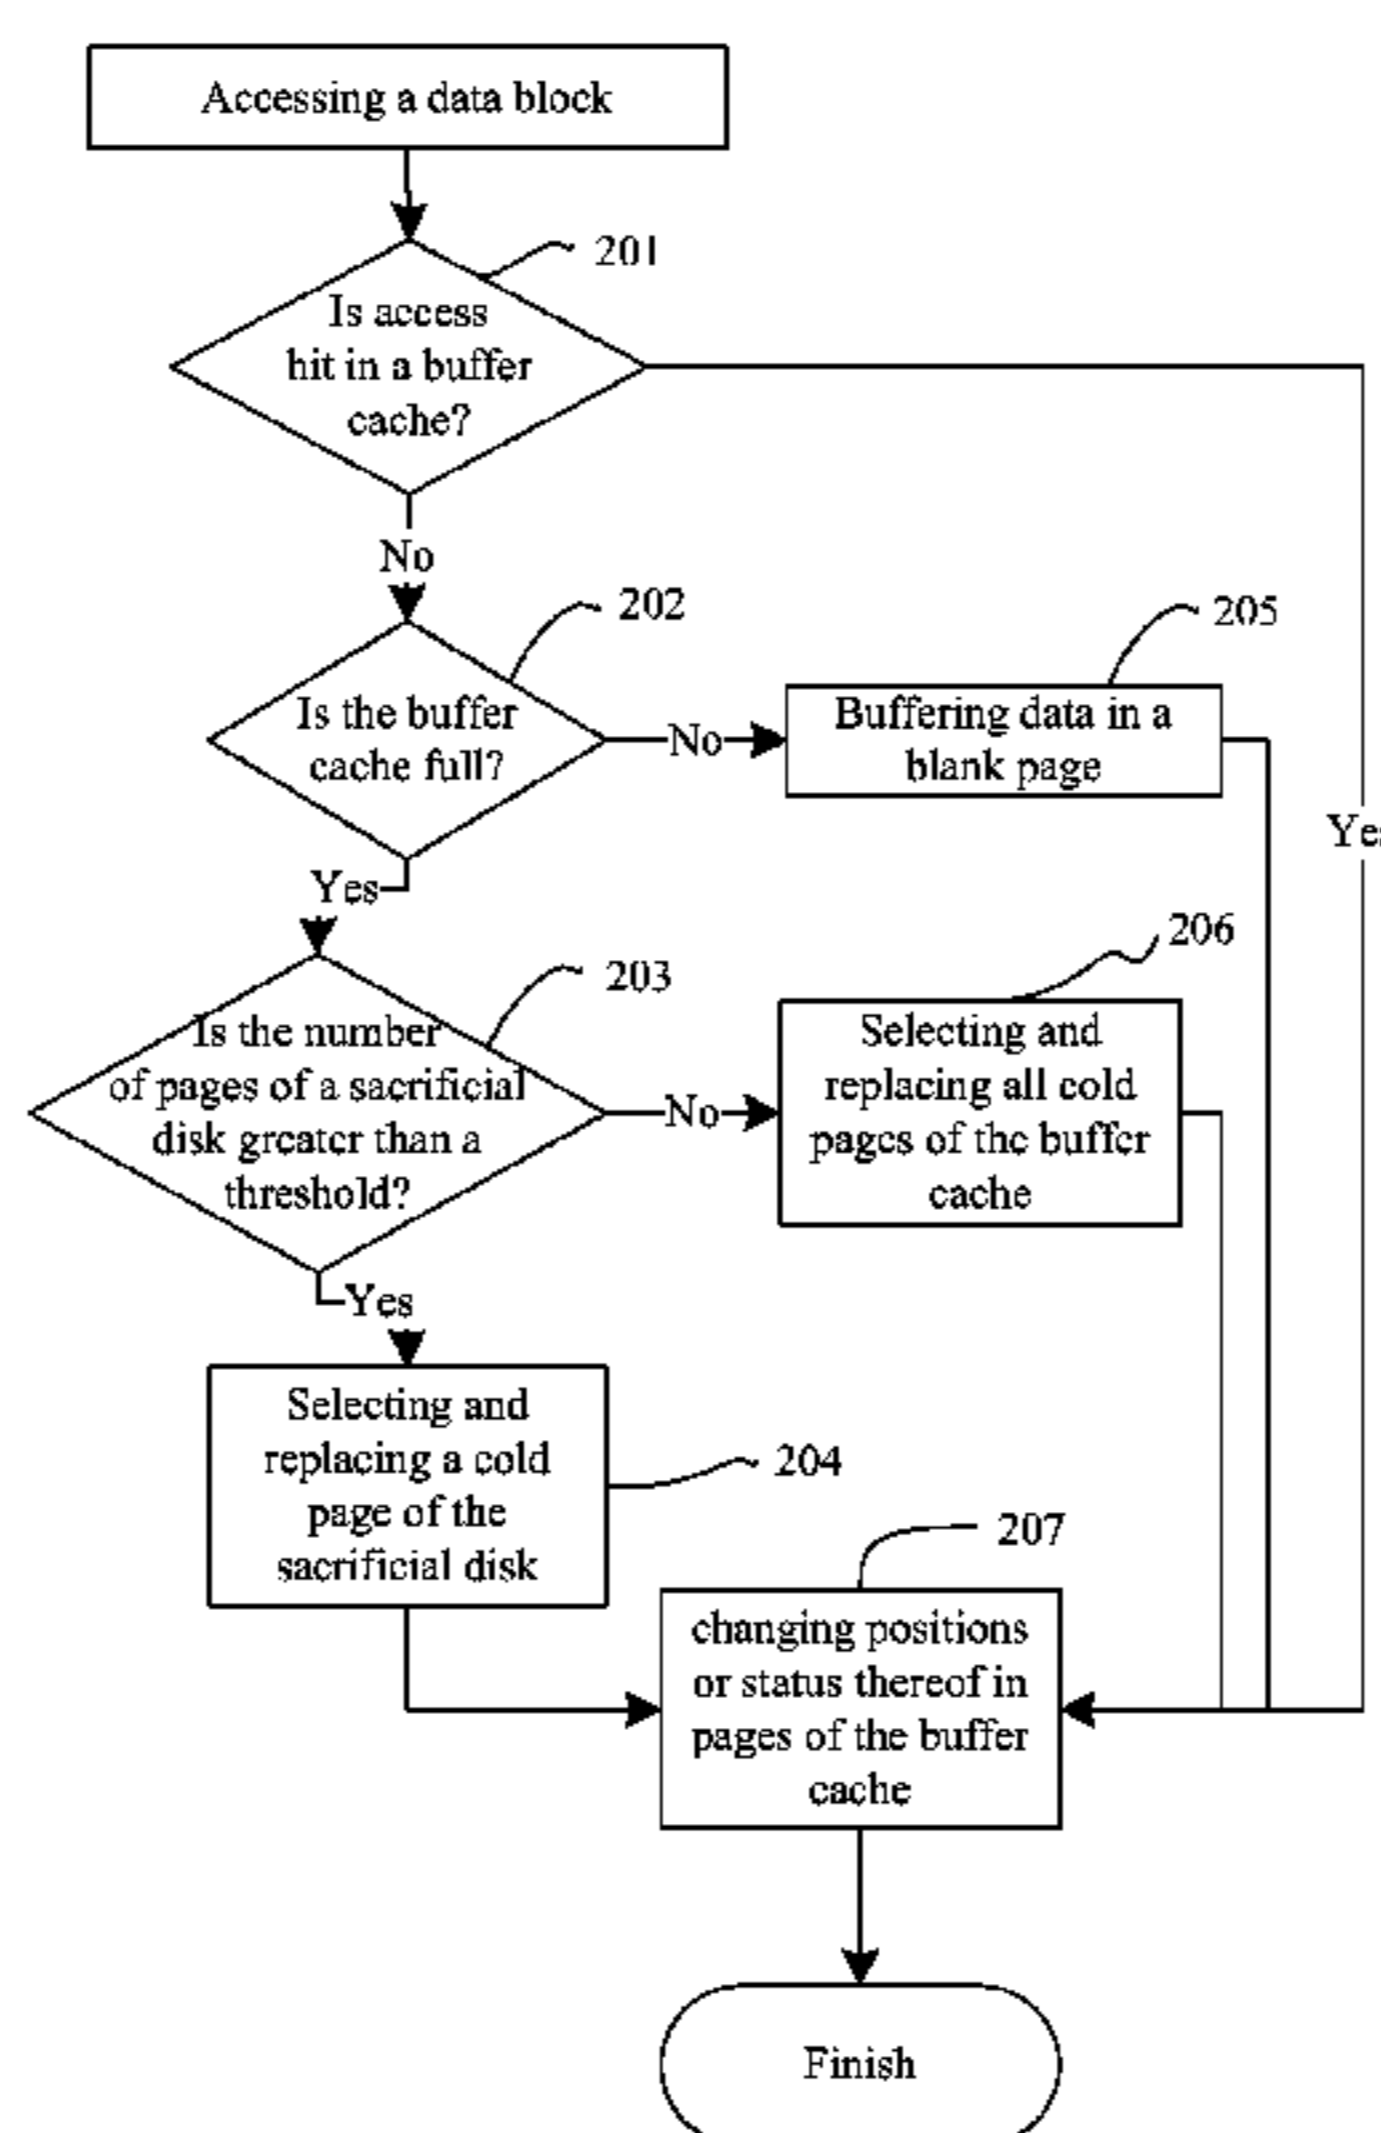 Accessing a data block
201
Is access
hit in a buffer
cache?
No
202
Is the buffer
cache full?
No
205
Buffering data in a
blank page
Yes
Yes
203
Is the number
of pages of a sacrificial
disk greater than a
threshold?
No
206
Selecting and
replacing all cold
pages of the buffer
cache
Yes
Selecting and
replacing a cold
page of the
sacrificial disk
204
207
changing positions
or status thereof in
pages of the buffer
cache
Finish